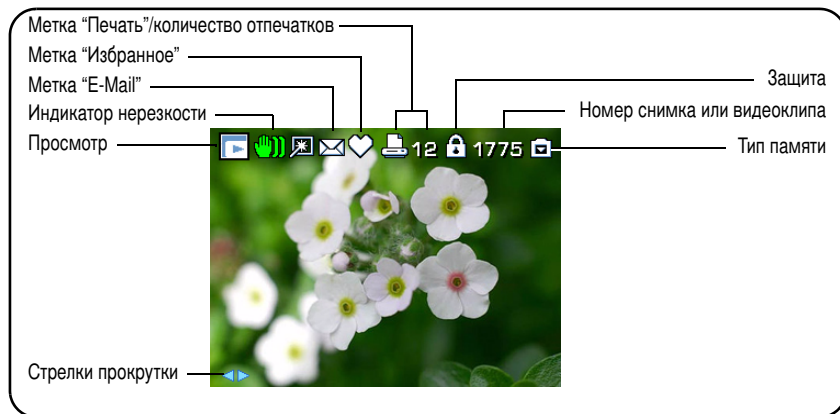 Метка “Печать”/количество отпечатков
Метка “Избранное”
Метка “E-Mail”
Индикатор нерезкости
Просмотр
Защита
Номер снимка или видеоклипа
Тип памяти
12 1775
Стрелки прокрутки